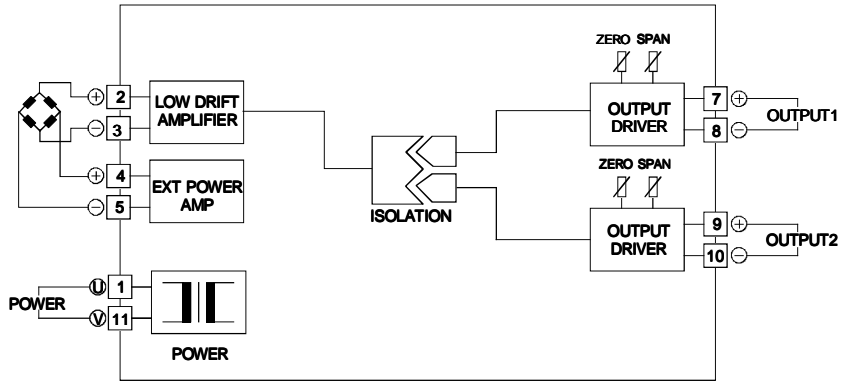 ZERO SPAN
+ 2 LOW DRIFT
AMPLIFIER
− 3
OUTPUT
DRIVER
7 +
8 −
OUTPUT1
+ 4 EXT POWER
AMP
− 5
ISOLATION
ZERO SPAN
OUTPUT
DRIVER
9 +
10 −
OUTPUT2
POWER
U 1
V 11
POWER